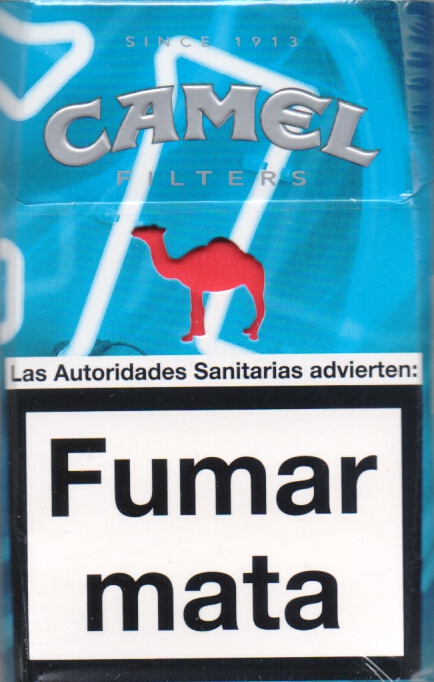 SINCE 1913
CAMEL
FILTERS
Las Autoridades Sanitarias advierten:
Fumar
mata